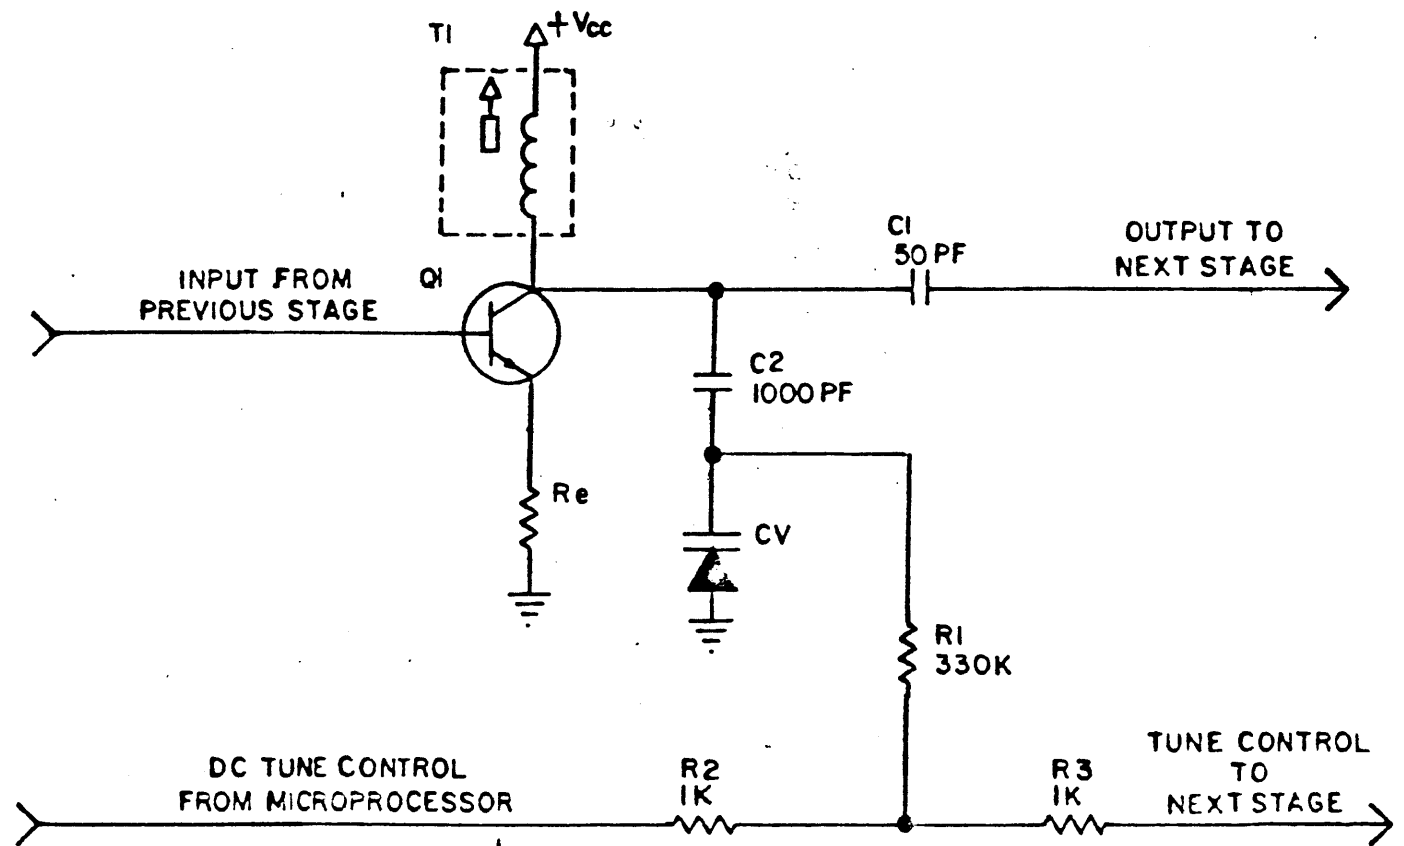 T1
+Vcc
C1
50 PF
OUTPUT TO
NEXT STAGE
INPUT FROM
PREVIOUS STAGE
Q1
C2
1000 PF
Re
CV
R1
330K
DC TUNE CONTROL
FROM MICROPROCESSOR
R2
1K
R3
1K
TUNE CONTROL
TO
NEXT STAGE